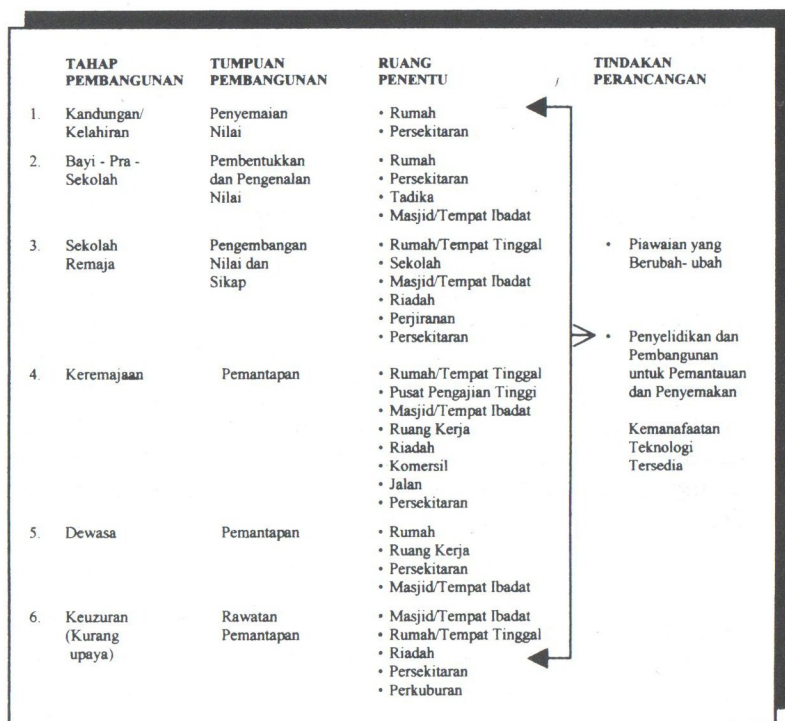 TAHAP PEMBANGUNAN
TUMPUAN PEMBANGUNAN
RUANG PENENTU
TINDAKAN PERANCANGAN
1. Kandungan/
Kelahiran
Penyemaian
Nilai
• Rumah
• Persekitaran
2. Bayi - Pra -
Sekolah
Pembentukkan
dan Pengenalan
Nilai
• Rumah
• Persekitaran
• Tadika
• Masjid/Tempat Ibadat
3. Sekolah
Remaja
Pengembangan
Nilai dan
Sikap
• Rumah/Tempat Tinggal
• Sekolah
• Masjid/Tempat Ibadat
• Riadah
• Perjiranan
• Persekitaran
4. Keremajaan
Pemantapan
• Rumah/Tempat Tinggal
• Pusat Pengajian Tinggi
• Masjid/Tempat Ibadat
• Ruang Kerja
• Riadah
• Komersil
• Jalan
• Persekitaran
5. Dewasa
Pemantapan
• Rumah
• Ruang Kerja
• Persekitaran
• Masjid/Tempat Ibadat
6. Keuzuran
(Kurang
upaya)
Rawatan
Pemantapan
• Masjid/Tempat Ibadat
• Rumah/Tempat Tinggal
• Riadah
• Persekitaran
• Perkuburan
• Piawaian yang
Berubah- ubah
• Penyelidikan dan
Pembangunan
untuk Pemantauan
dan Penyemakan
Kemanafaatan
Teknologi
Tersedia